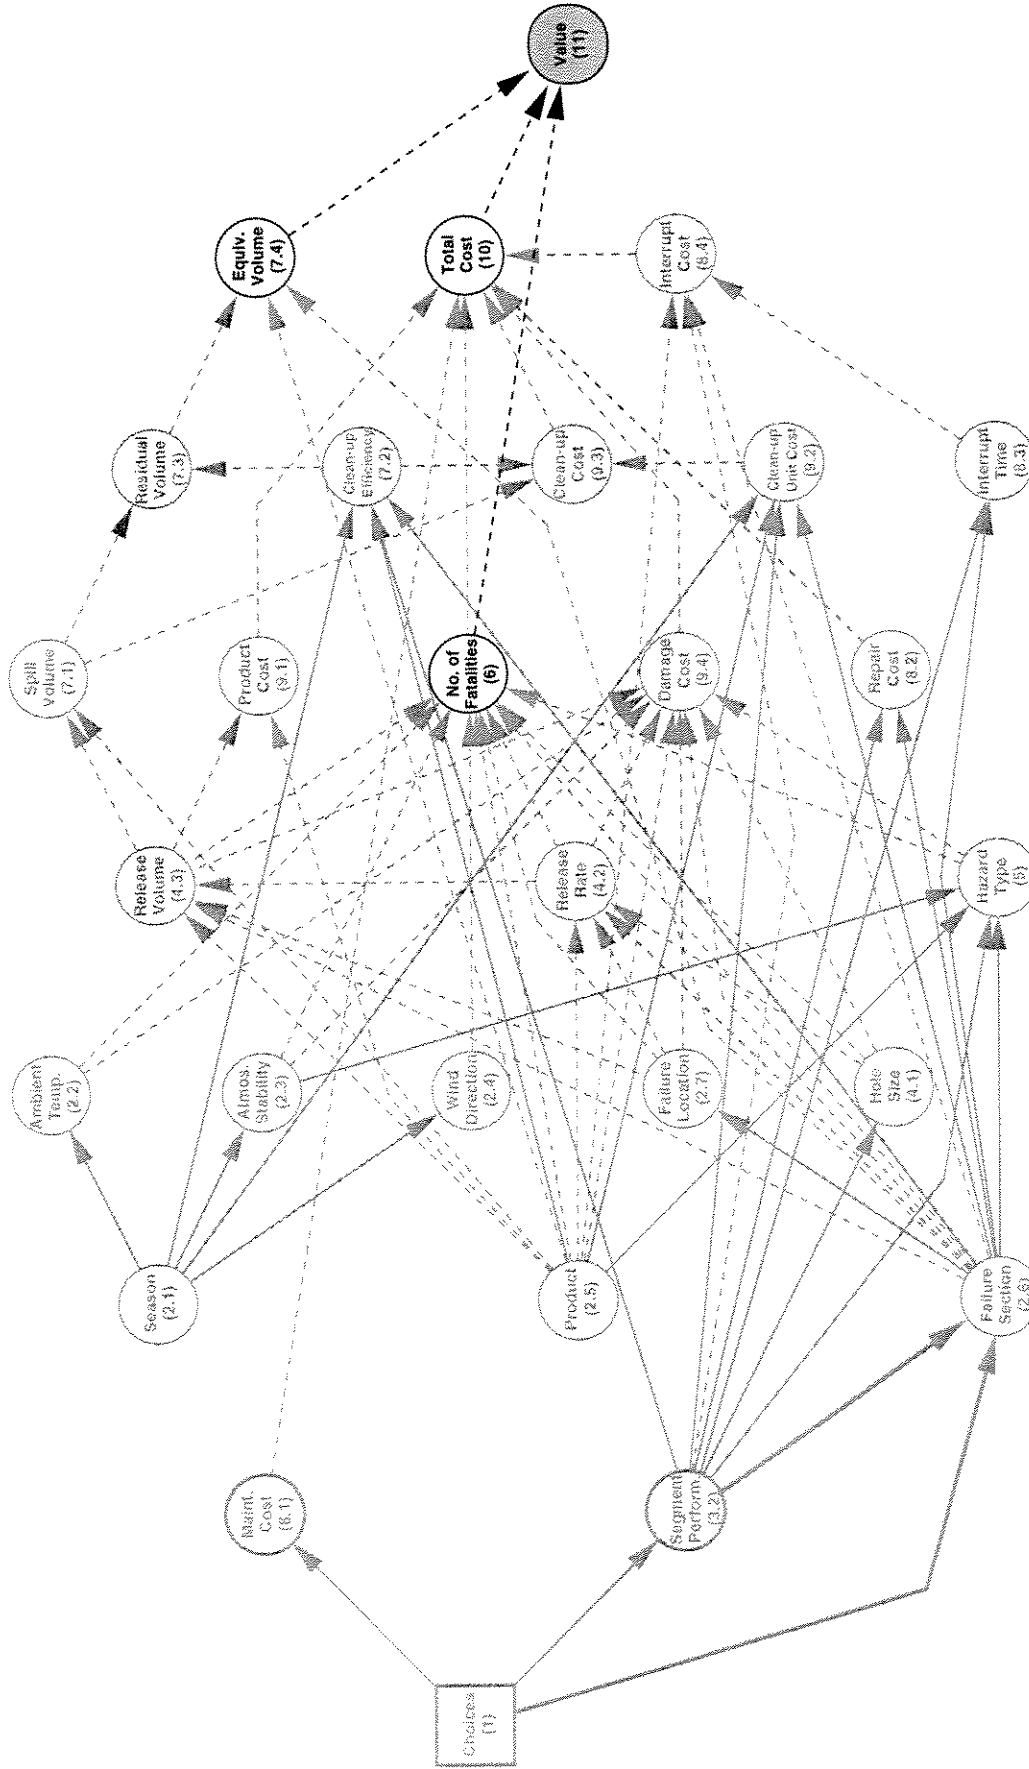 Choices
(1)
Maint.
Cost
(8.1)
Segment
Perform.
(3.2)
Season
(2.1)
Product
(2.5)
Failure
Section
(2.6)
Ambient
Temp.
(2.2)
Atmos.
Stability
(2.3)
Wind
Direction
(2.4)
Failure
Location
(2.7)
Hole
Size
(4.1)
Release
Volume
(4.3)
Release
Rate
(4.2)
Hazard
Type
(5)
Spill
Volume
(7.1)
Product
Cost
(9.1)
No. of
Fatalities
(6)
Damage
Cost
(9.4)
Repair
Cost
(8.2)
Residual
Volume
(7.3)
Clean-up
Efficiency
(7.2)
Clean-up
Cost
(9.3)
Clean-up
Unit Cost
(9.2)
Interrupt
Time
(8.3)
Equiv.
Volume
(7.4)
Total
Cost
(10)
Interrupt
Cost
(8.4)
Value
(11)